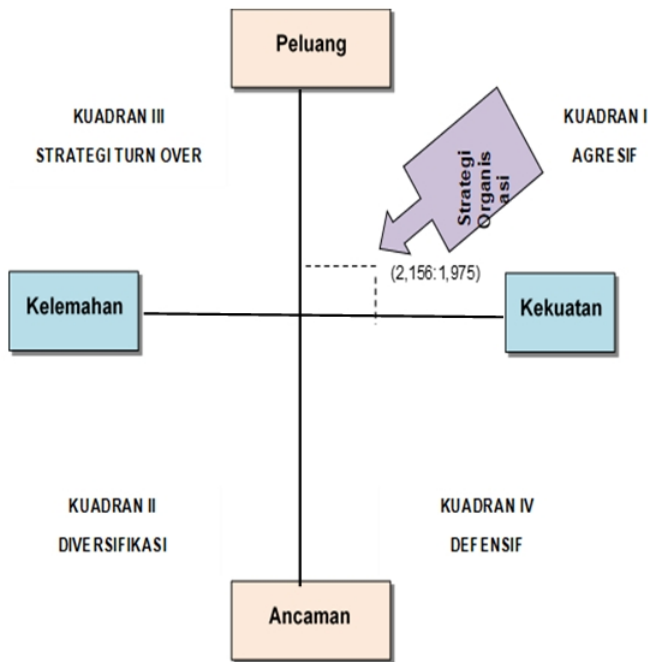 Peluang
KUADRAN III
STRATEGI TURN OVER
KUADRAN I
AGRESIF
Strategi
Organis
asi
(2,156:1,975)
Kelemahan
Kekuatan
KUADRAN II
DIVERSIFIKASI
KUADRAN IV
DEFENSIF
Ancaman